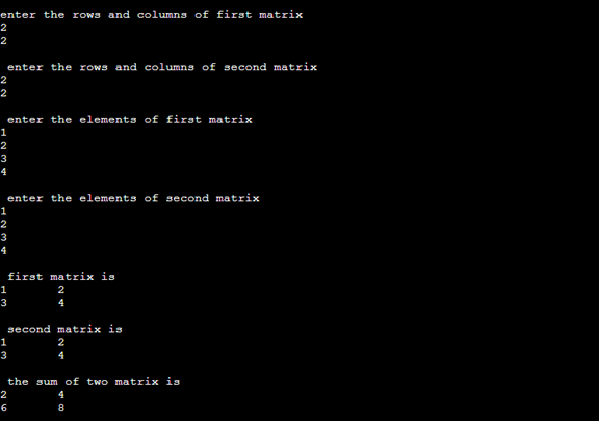 enter the rows and columns of first matrix
2
2
enter the rows and columns of second matrix
2
2
enter the elements of first matrix
1
2
3
4
enter the elements of second matrix
1
2
3
4
first matrix is
1 2
3 4
second matrix is
1 2
3 4
the sum of two matrix is
2 4
6 8